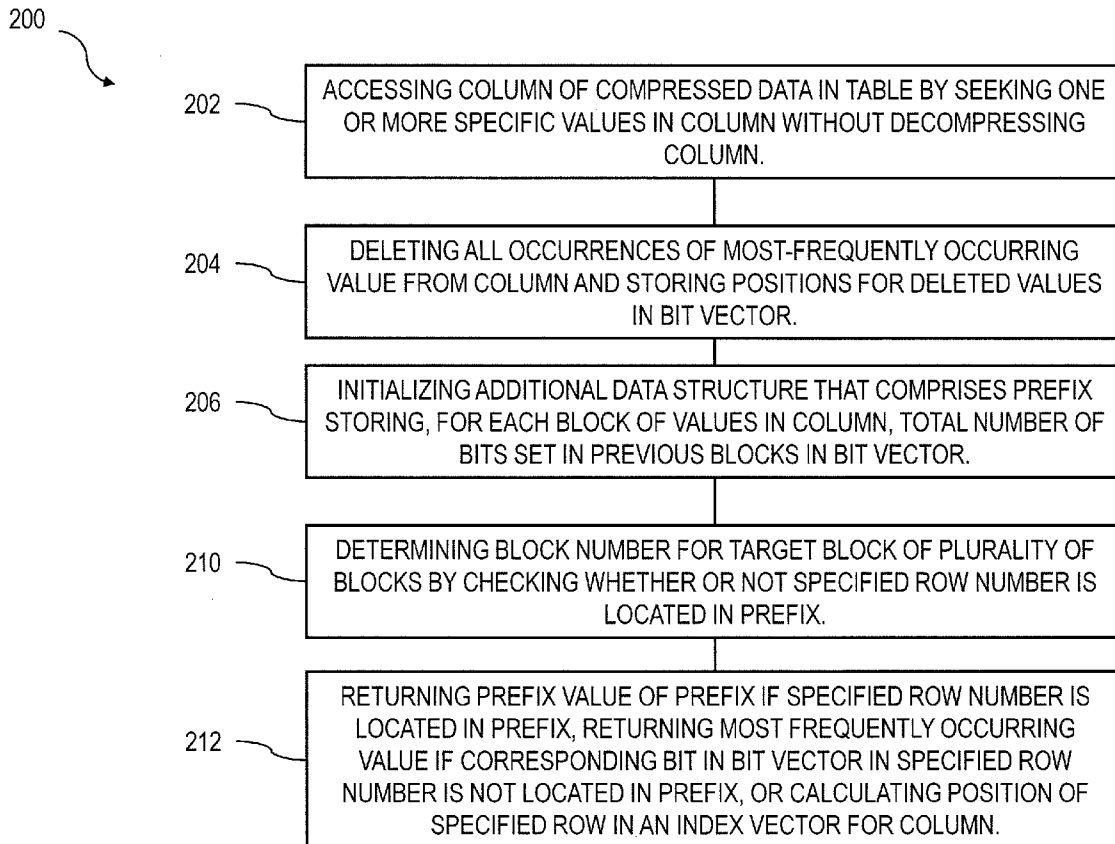 200
202
ACCESSING COLUMN OF COMPRESSED DATA IN TABLE BY SEEKING ONE
OR MORE SPECIFIC VALUES IN COLUMN WITHOUT DECOMPRESSING
COLUMN.
204
DELETING ALL OCCURRENCES OF MOST-FREQUENTLY OCCURRING
VALUE FROM COLUMN AND STORING POSITIONS FOR DELETED VALUES
IN BIT VECTOR.
206
INITIALIZING ADDITIONAL DATA STRUCTURE THAT COMPRISES PREFIX
STORING, FOR EACH BLOCK OF VALUES IN COLUMN, TOTAL NUMBER OF
BITS SET IN PREVIOUS BLOCKS IN BIT VECTOR.
210
DETERMINING BLOCK NUMBER FOR TARGET BLOCK OF PLURALITY OF
BLOCKS BY CHECKING WHETHER OR NOT SPECIFIED ROW NUMBER IS
LOCATED IN PREFIX.
212
RETURNING PREFIX VALUE OF PREFIX IF SPECIFIED ROW NUMBER IS
LOCATED IN PREFIX, RETURNING MOST FREQUENTLY OCCURRING
VALUE IF CORRESPONDING BIT IN BIT VECTOR IN SPECIFIED ROW
NUMBER IS NOT LOCATED IN PREFIX, OR CALCULATING POSITION OF
SPECIFIED ROW IN AN INDEX VECTOR FOR COLUMN.